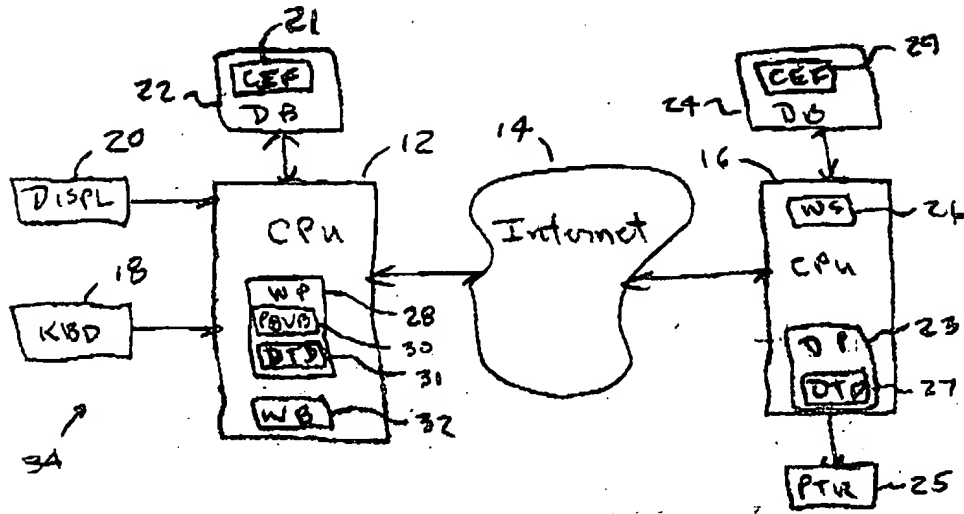 21
CEF
22
DB
29
CEF
24
DB
20
DISPL
12
CPU
14
Internet
16
WS
26
CPU
18
KBD
WP
28
PBVB
30
DTD
31
WB
32
34
DP
23
DTD
27
PTR
25